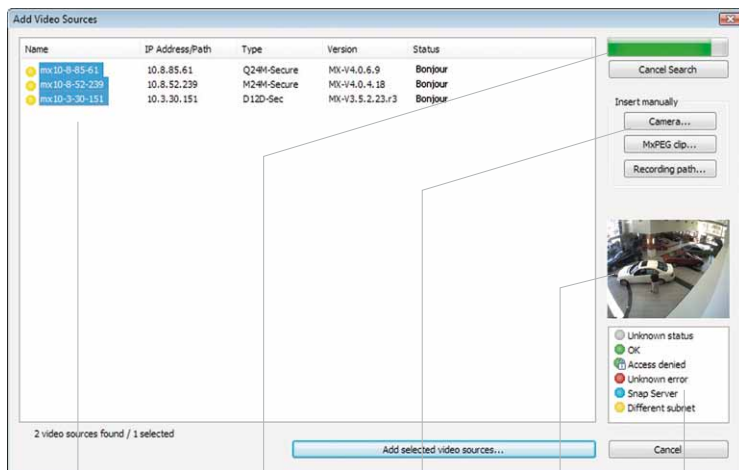 Add Video Sources
Name IP Address/Path Type Version Status
mx10-8-85-61 10.8.85.61 Q24M-Secure MX-V4.0.6.9 Bonjour
mx10-8-52-239 10.8.52.239 M24M-Secure MX-V4.0.4.18 Bonjour
mx10-3-30-151 10.3.30.151 D12D-Sec MX-V3.5.2.23.r3 Bonjour
Cancel Search
Insert manually
Camera...
MxPEG clip...
Recording path...
Unknown status
OK
Access denied
Unknown error
Snap Server
Different subnet
2 video sources found / 1 selected
Add selected video sources...
Cancel